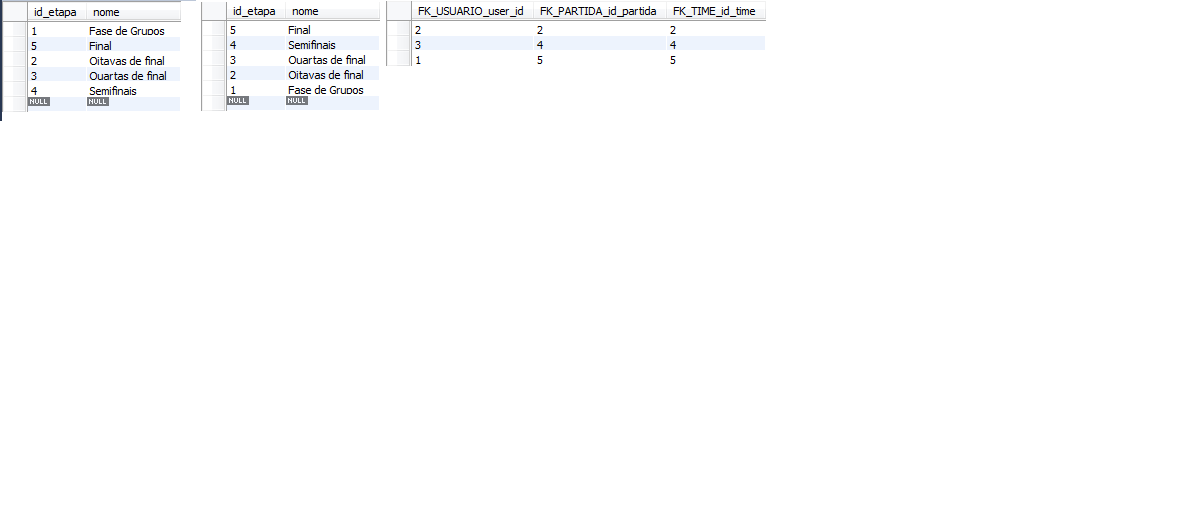 id_etapa nome
1 Fase de Grupos
5 Final
2 Oitavas de final
3 Quartas de final
4 Semifinais
NULL NULL
id_etapa nome
5 Final
4 Semifinais
3 Quartas de final
2 Oitavas de final
1 Fase de Grupos
NULL NULL
FK_USUARIO_user_id FK_PARTIDA_id_partida FK_TIME_id_time
2 2 2
3 4 4
1 5 5